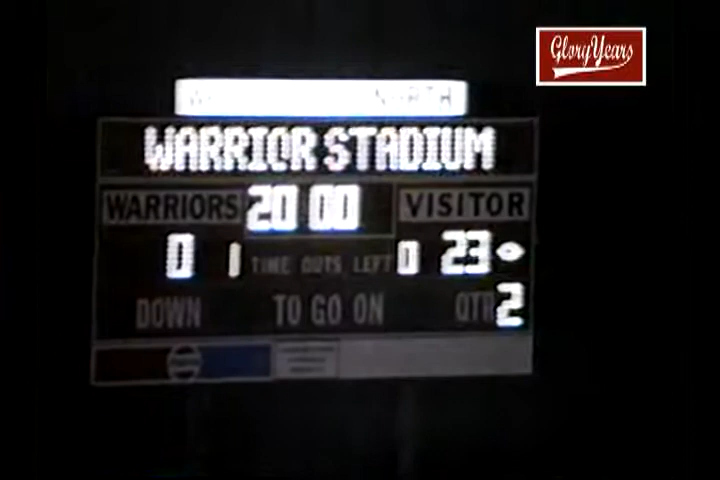 GloryYears
NORTH
WARRIOR STADIUM
WARRIORS 20 00 VISITOR
0 1 TIME OUTS LEFT 0 23
DOWN TO GO ON QTR 2